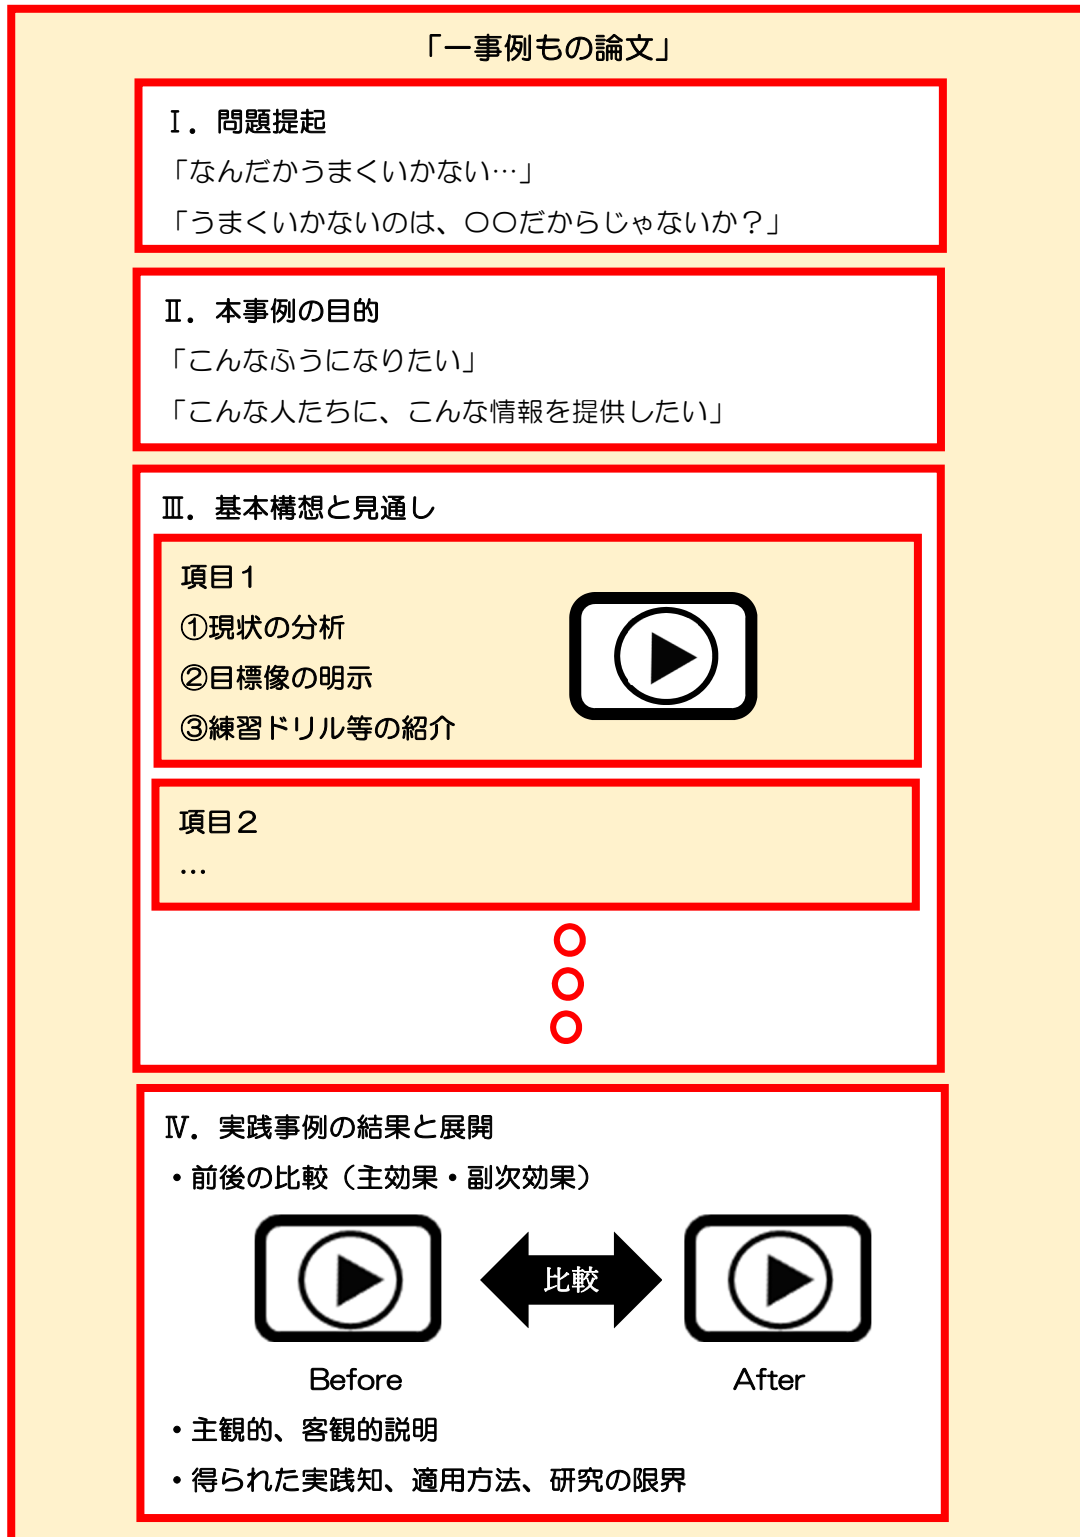 「一事例もの論文」
Ⅰ．問題提起
「なんだかうまくいかない…」
「うまくいかないのは、〇〇だからじゃないか？」
Ⅱ．本事例の目的
「こんなふうになりたい」
「こんな人たちに、こんな情報を提供したい」
Ⅲ．基本構想と見通し
項目１
①現状の分析
②目標像の明示
③練習ドリル等の紹介
項目２
…
Ⅳ．実践事例の結果と展開
・前後の比較（主効果・副次効果）
比較
Before
After
・主観的、客観的説明
・得られた実践知、適用方法、研究の限界